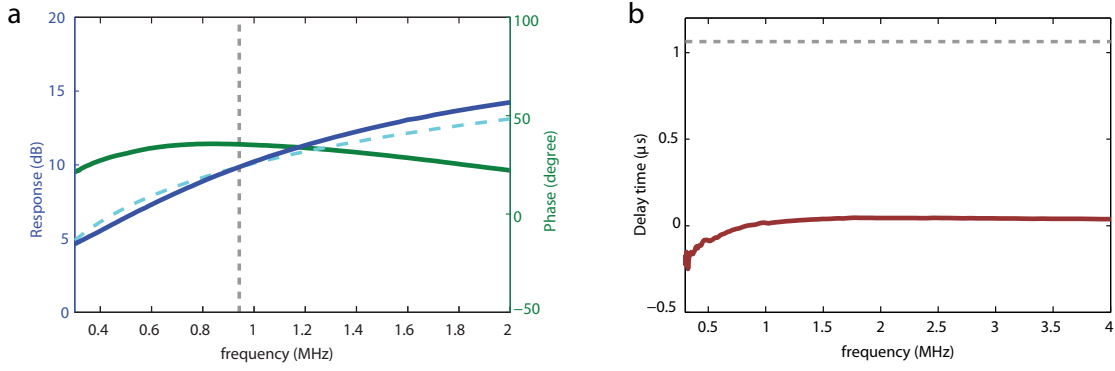 a
20
15
10
5
0
Response (dB)
100
50
0
−50
Phase (degree)
0.4 0.6 0.8 1 1.2 1.4 1.6 1.8 2
frequency (MHz)
b
1
0.5
0
−0.5
Delay time (μs)
0.5 1 1.5 2 2.5 3 3.5 4
frequency (MHz)